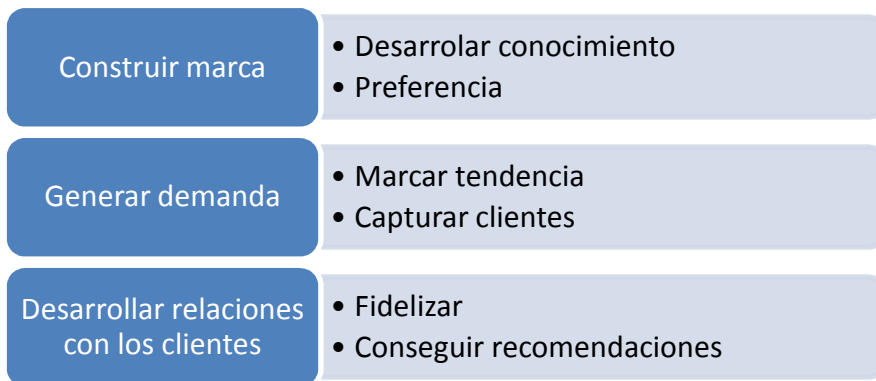 Construir marca
• Desarrolar conocimiento
• Preferencia
Generar demanda
• Marcar tendencia
• Capturar clientes
Desarrollar relaciones
con los clientes
• Fidelizar
• Conseguir recomendaciones